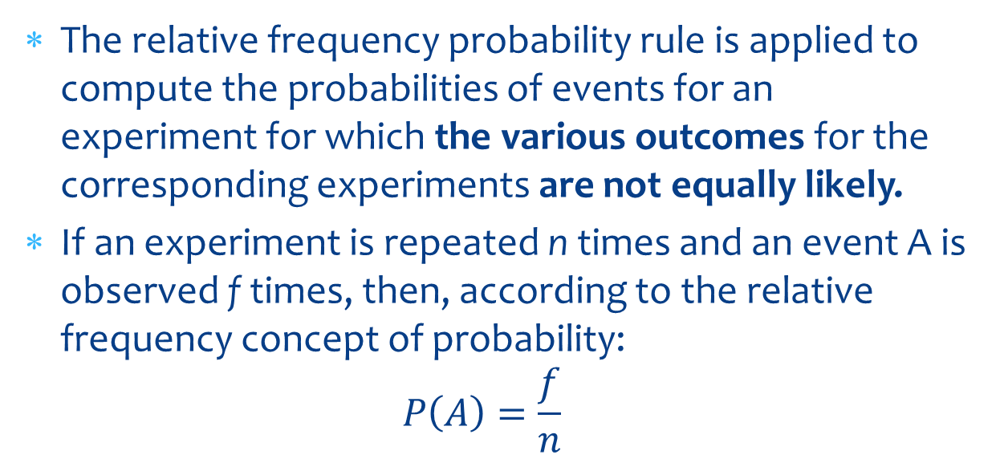 * The relative frequency probability rule is applied to
compute the probabilities of events for an
experiment for which the various outcomes for the
corresponding experiments are not equally likely.
* If an experiment is repeated n times and an event A is
observed f times, then, according to the relative
frequency concept of probability:
P(A) = f/n